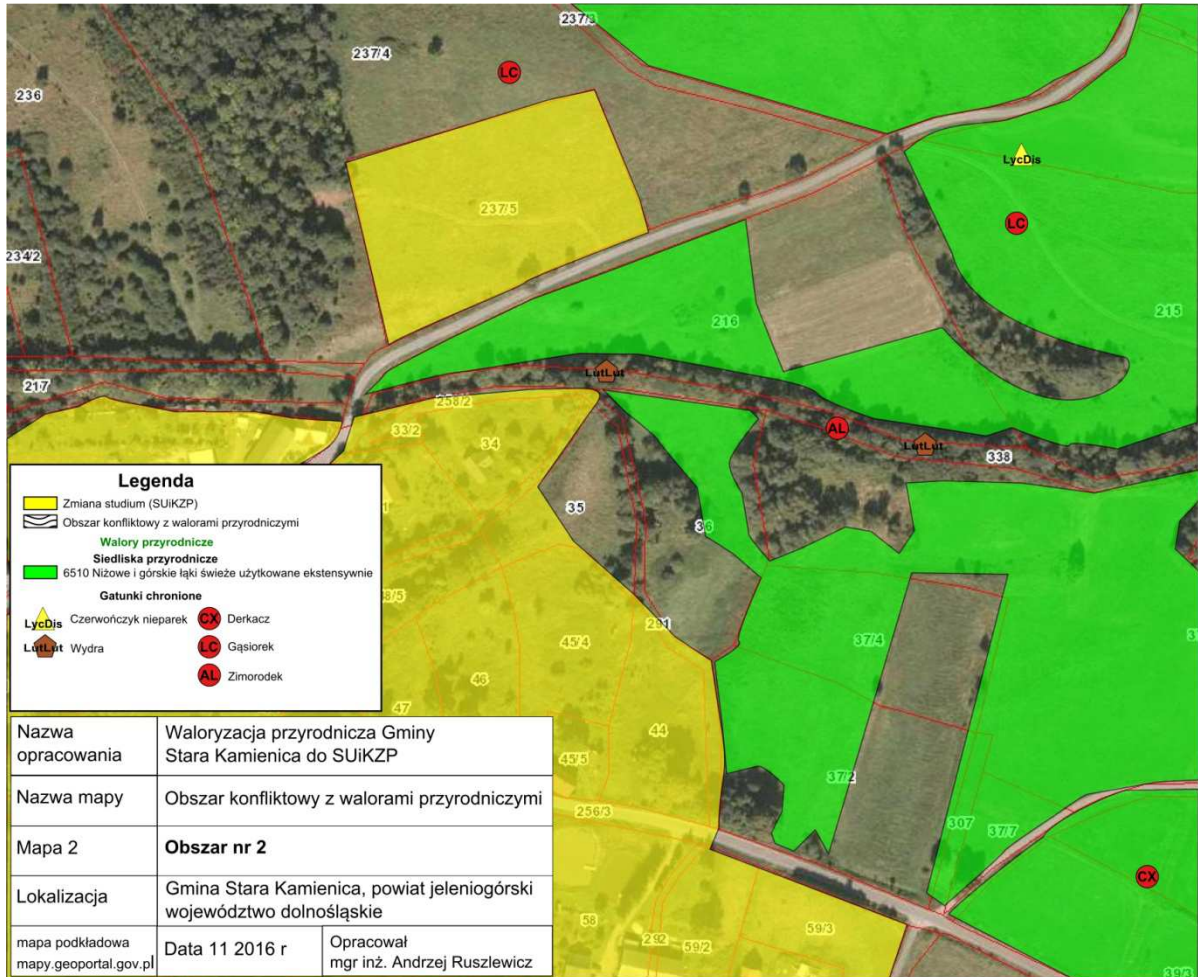 237/3
237/4
LC
236
LycDis
237/5
LC
234/2
216
215
217
LutLut
258/2
33/2
34
AL
LutLut
338
35
36
291
37/4
45/4
46
47
44
45/5
37/2
256/3
307
37/7
CX
58
292
59/2
59/3
39/3
Legenda
Zmiana studium (SUiKZP)
Obszar konfliktowy z walorami przyrodniczymi
Walory przyrodnicze
Siedliska przyrodnicze
6510 Niżowe i górskie łąki świeże użytkowane ekstensywnie
Gatunki chronione
LycDis Czerwończyk nieparek CX Derkacz
LutLut Wydra LC Gąsiorek
AL Zimorodek
Nazwa opracowania
Waloryzacja przyrodnicza Gminy
Stara Kamienica do SUiKZP
Nazwa mapy
Obszar konfliktowy z walorami przyrodniczymi
Mapa 2
Obszar nr 2
Lokalizacja
Gmina Stara Kamienica, powiat jeleniogórski
województwo dolnośląskie
mapa podkładowa
mapy.geoportal.gov.pl
Data 11 2016 r
Opracował
mgr inż. Andrzej Ruszlewicz